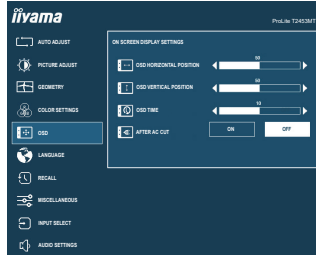 iiyama
ProLite T2453MT
AUTO ADJUST
PICTURE ADJUST
GEOMETRY
COLOR SETTINGS
OSD
LANGUAGE
RECALL
MISCELLANEOUS
INPUT SELECT
AUDIO SETTINGS
ON SCREEN DISPLAY SETTINGS
OSD HORIZONTAL POSITION
50
OSD VERTICAL POSITION
50
OSD TIME
10
AFTER AC CUT
ON
OFF